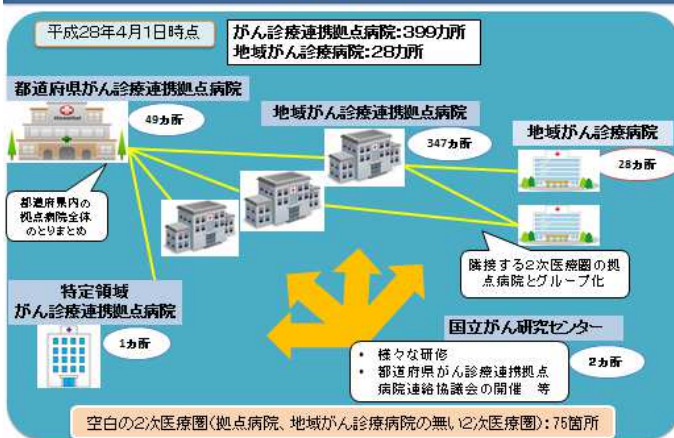 平成28年4月1日時点
がん診療連携拠点病院:399カ所
地域がん診療病院:28カ所
都道府県がん診療連携拠点病院
49カ所
地域がん診療連携拠点病院
347カ所
地域がん診療病院
28カ所
都道府県内の
拠点病院全体
のとりまとめ
隣接する2次医療圏の拠
点病院とグループ化
特定領域
がん診療連携拠点病院
1カ所
国立がん研究センター
2カ所
• 様々な研修
• 都道府県がん診療連携拠点
病院連絡協議会の開催 等
空白の2次医療圏(拠点病院、地域がん診療病院の無い2次医療圏):75箇所